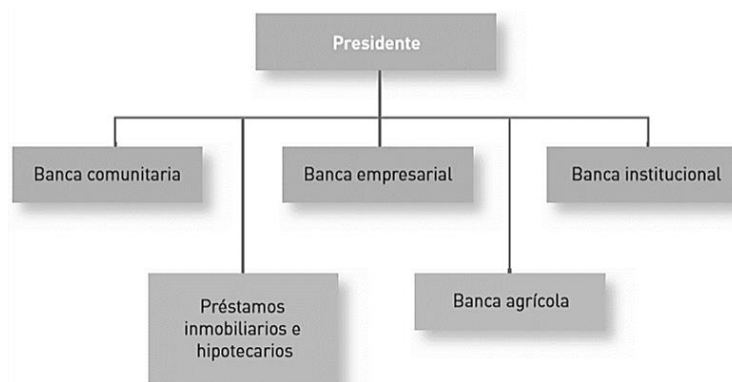 Presidente
Banca comunitaria
Banca empresarial
Banca institucional
Préstamos
inmobiliarios e
hipotecarios
Banca agrícola